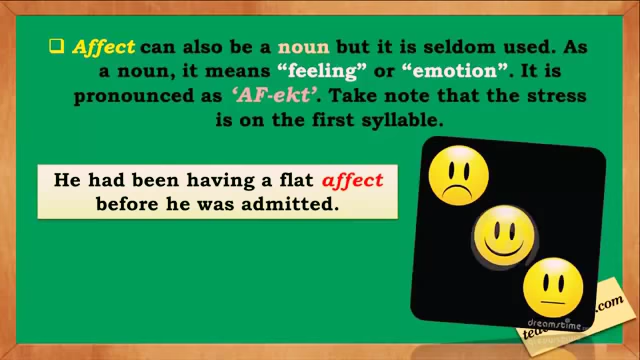 ❑ Affect can also be a noun but it is seldom used. As
a noun, it means “feeling” or “emotion”. It is
pronounced as ‘AF-ekt’. Take note that the stress
is on the first syllable.
He had been having a flat affect
before he was admitted.
dreamstime
.com